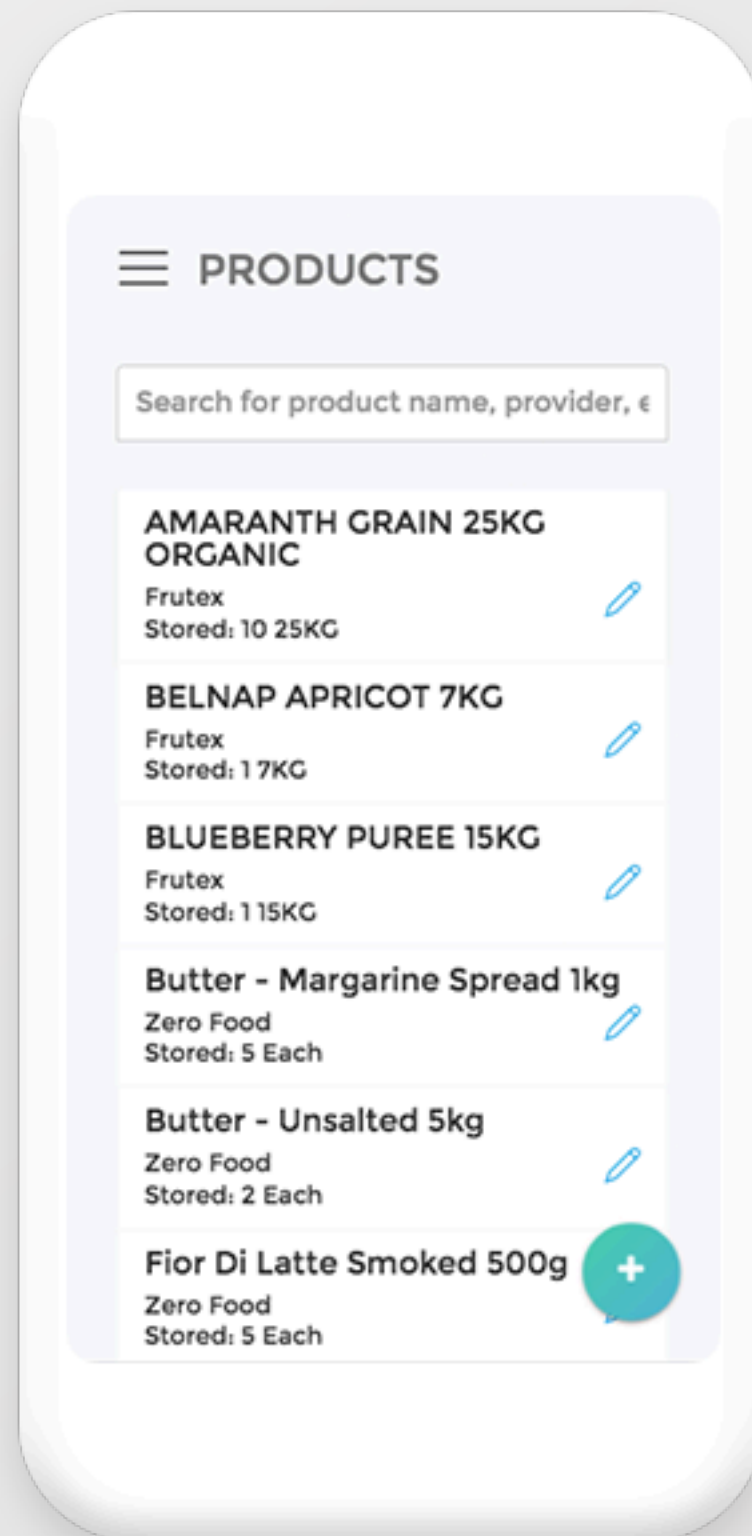 PRODUCTS
Search for product name, provider, e
AMARANTH GRAIN 25KG
ORGANIC
Frutex
Stored: 10 25KG
BELNAP APRICOT 7KG
Frutex
Stored: 1 7KG
BLUEBERRY PUREE 15KG
Frutex
Stored: 1 15KG
Butter - Margarine Spread 1kg
Zero Food
Stored: 5 Each
Butter - Unsalted 5kg
Zero Food
Stored: 2 Each
Fior Di Latte Smoked 500g
Zero Food
Stored: 5 Each